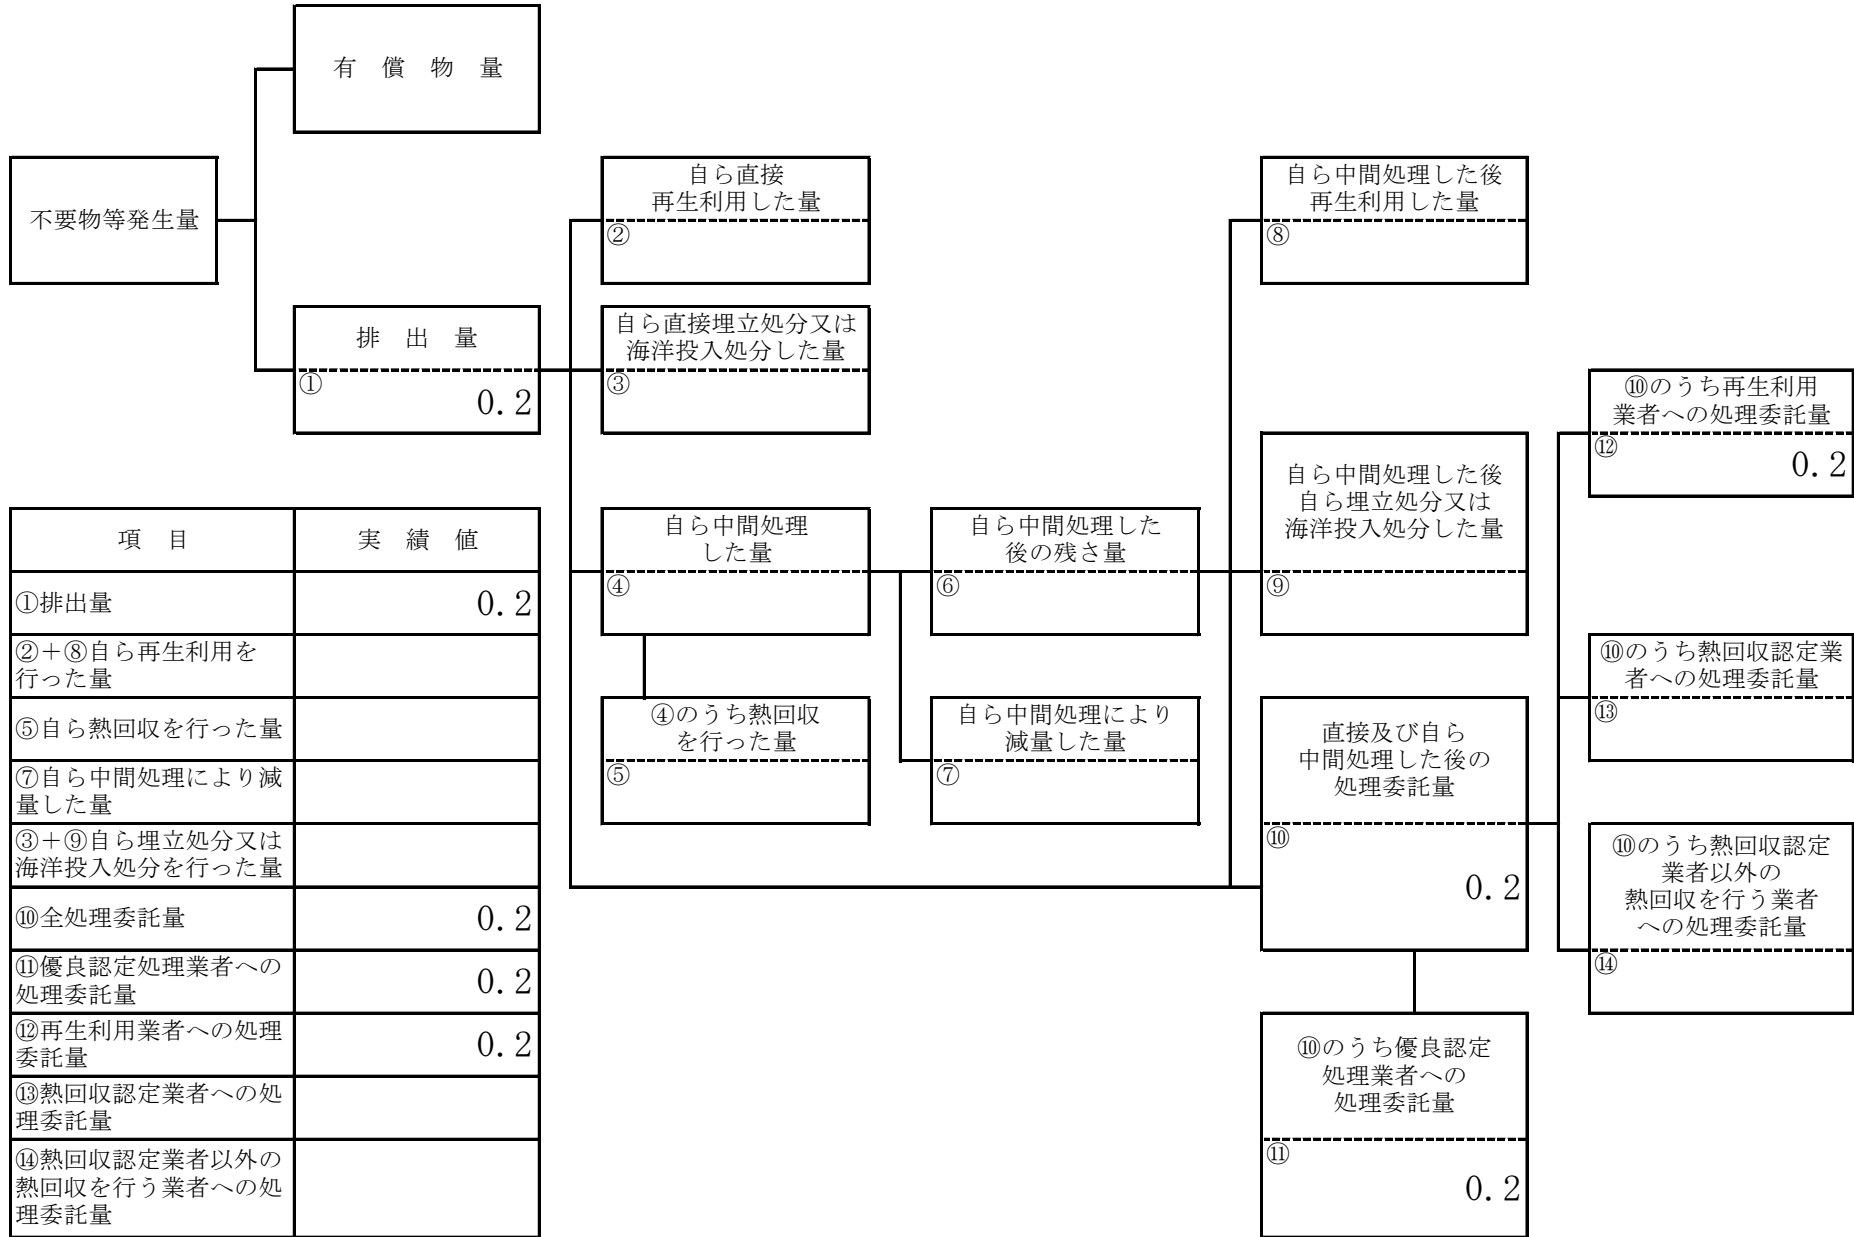 有 償 物 量
不要物等発生量
排 出 量
①
0.2
自ら直接
再生利用した量
②
自ら直接埋立処分又は
海洋投入処分した量
③
自ら中間処理
した量
④
④のうち熱回収
を行った量
⑤
自ら中間処理した
後の残さ量
⑥
自ら中間処理により
減量した量
⑦
自ら中間処理した後
再生利用した量
⑧
自ら中間処理した後
自ら埋立処分又は
海洋投入処分した量
⑨
直接及び自ら
中間処理した後の
処理委託量
⑩
0.2
⑩のうち優良認定
処理業者への
処理委託量
⑪
0.2
⑩のうち再生利用
業者への処理委託量
⑫
0.2
⑩のうち熱回収認定業
者への処理委託量
⑬
⑩のうち熱回収認定
業者以外の
熱回収を行う業者
への処理委託量
⑭
項 目 実 績 値
①排出量 0.2
②+⑧自ら再生利用を
行った量
⑤自ら熱回収を行った量
⑦自ら中間処理により減
量した量
③+⑨自ら埋立処分又は
海洋投入処分を行った量
⑩全処理委託量 0.2
⑪優良認定処理業者への
処理委託量 0.2
⑫再生利用業者への処理
委託量 0.2
⑬熱回収認定業者への処
理委託量
⑭熱回収認定業者以外の
熱回収を行う業者への処
理委託量